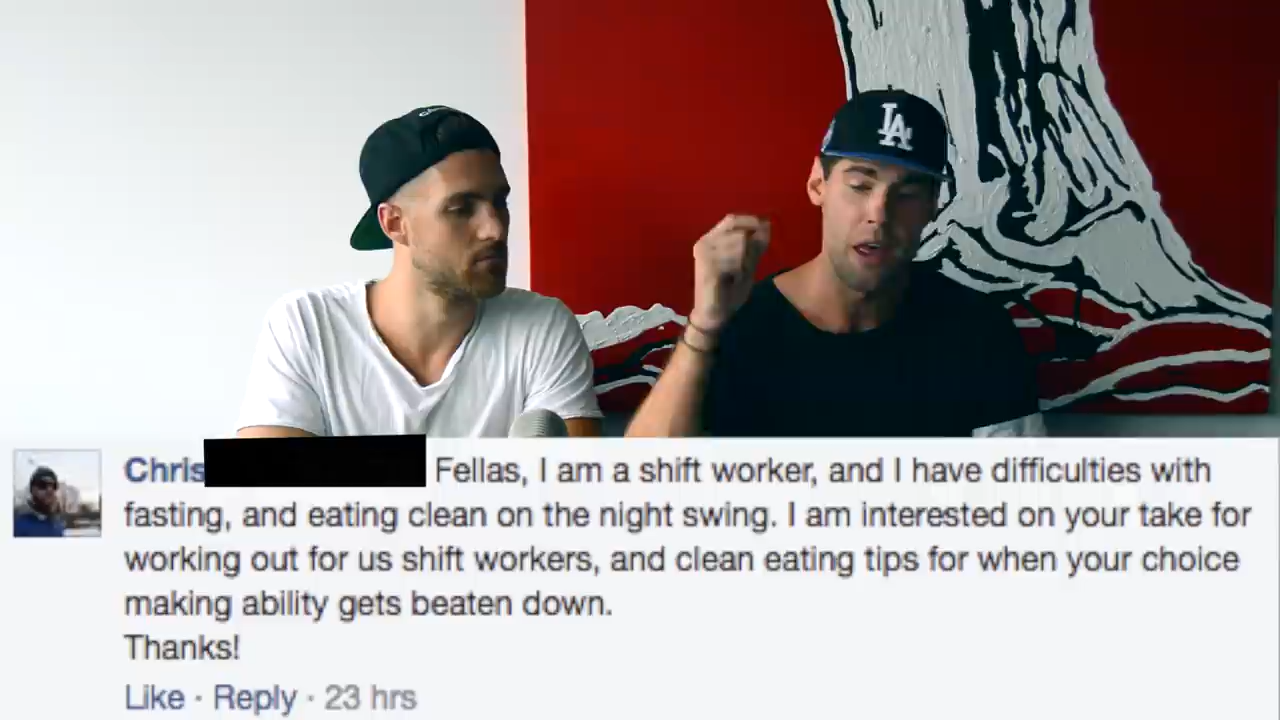 LA
Chris Fellas, I am a shift worker, and I have difficulties with
fasting, and eating clean on the night swing. I am interested on your take for
working out for us shift workers, and clean eating tips for when your choice
making ability gets beaten down.
Thanks!
Like · Reply · 23 hrs